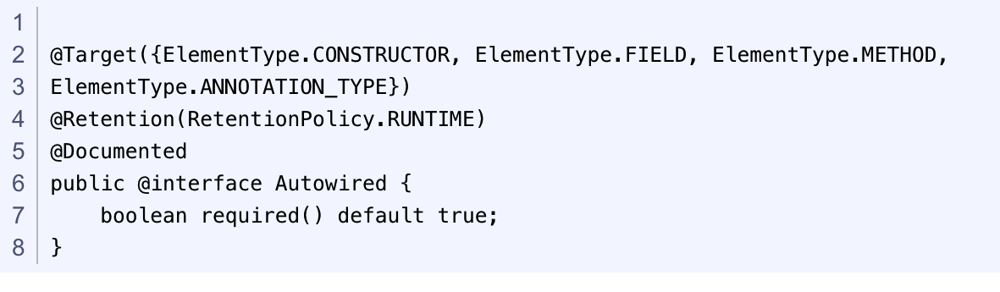 1
2 @Target({ElementType.CONSTRUCTOR, ElementType.FIELD, ElementType.METHOD,
3 ElementType.ANNOTATION_TYPE})
4 @Retention(RetentionPolicy.RUNTIME)
5 @Documented
6 public @interface Autowired {
7     boolean required() default true;
8 }